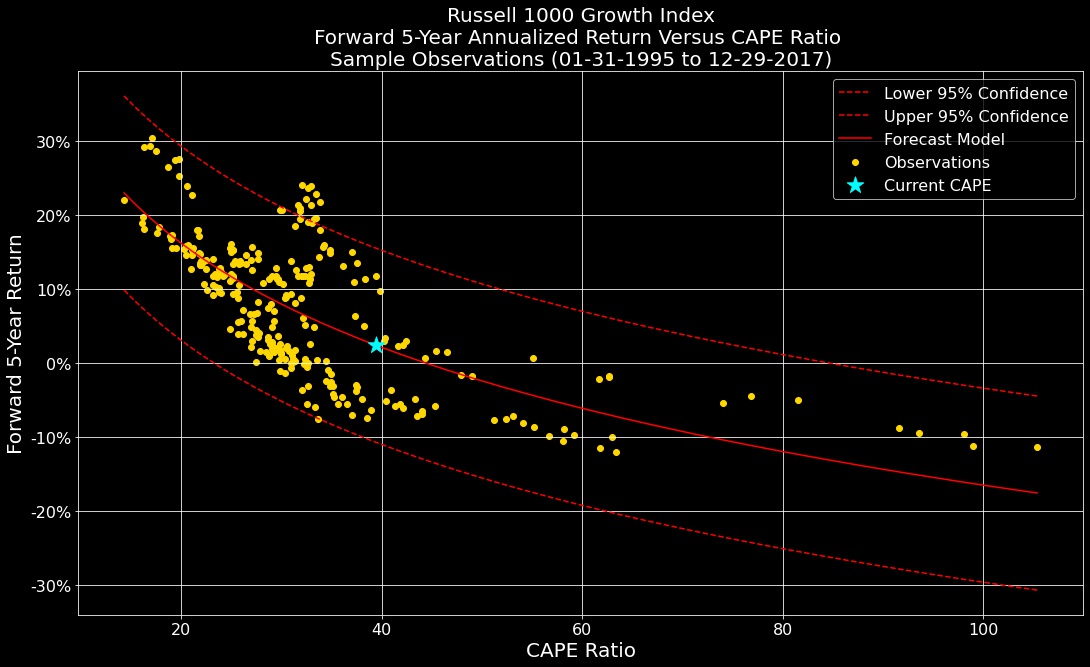 Russell 1000 Growth Index
Forward 5-Year Annualized Return Versus CAPE Ratio
Sample Observations (01-31-1995 to 12-29-2017)
Lower 95% Confidence
Upper 95% Confidence
Forecast Model
Observations
Current CAPE
Forward 5-Year Return
30%
20%
10%
0%
-10%
-20%
-30%
20 40 60 80 100
CAPE Ratio